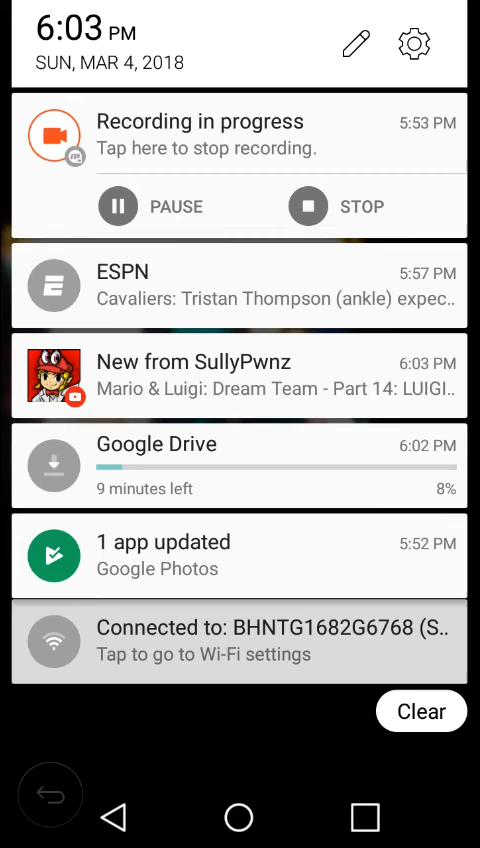 6:03 PM
SUN, MAR 4, 2018
Recording in progress 5:53 PM
Tap here to stop recording.
PAUSE STOP
ESPN 5:57 PM
Cavaliers: Tristan Thompson (ankle) expec..
New from SullyPwnz 6:03 PM
Mario & Luigi: Dream Team - Part 14: LUIGI..
Google Drive 6:02 PM
9 minutes left 8%
1 app updated 5:52 PM
Google Photos
Connected to: BHNTG1682G6768 (S..
Tap to go to Wi-Fi settings
Clear